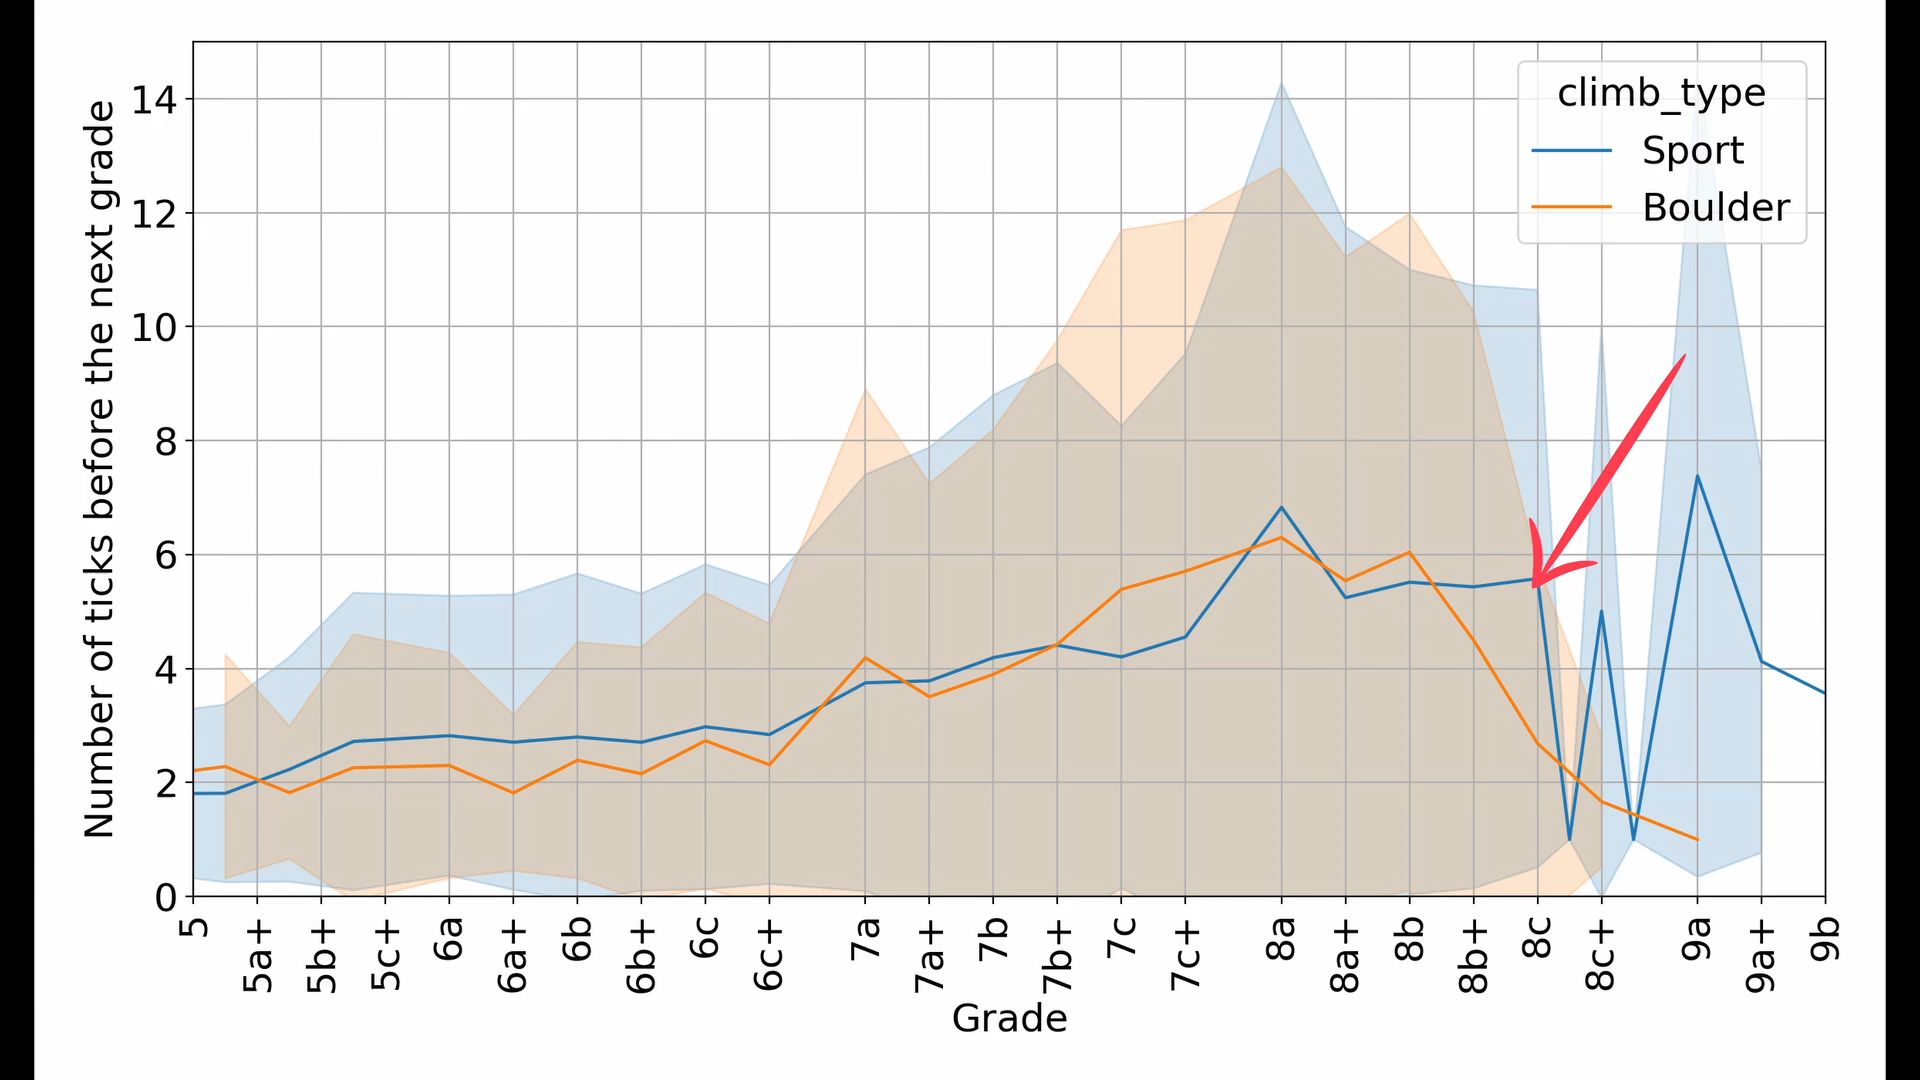 Number of ticks before the next grade
14
12
10
8
6
4
2
0
climb_type
Sport
Boulder
5
5a+
5b+
5c+
6a
6a+
6b
6b+
6c
6c+
7a
7a+
7b
7b+
7c
7c+
8a
8a+
8b
8b+
8c
8c+
9a
9a+
9b
Grade